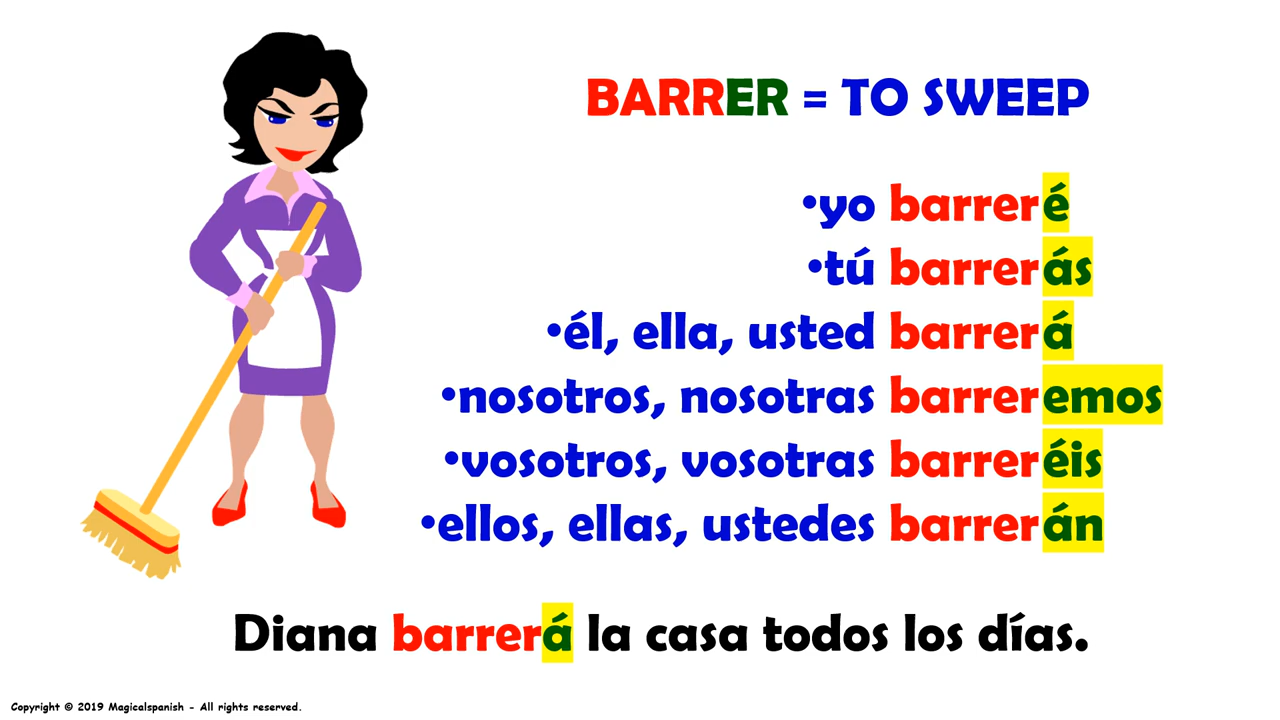 BARRER = TO SWEEP
•yo barreré
•tú barrerás
•él, ella, usted barrerá
•nosotros, nosotras barreremos
•vosotros, vosotras barreréis
•ellos, ellas, ustedes barrerán
Diana barrerá la casa todos los días.
Copyright © 2019 Magicalspanish - All rights reserved.